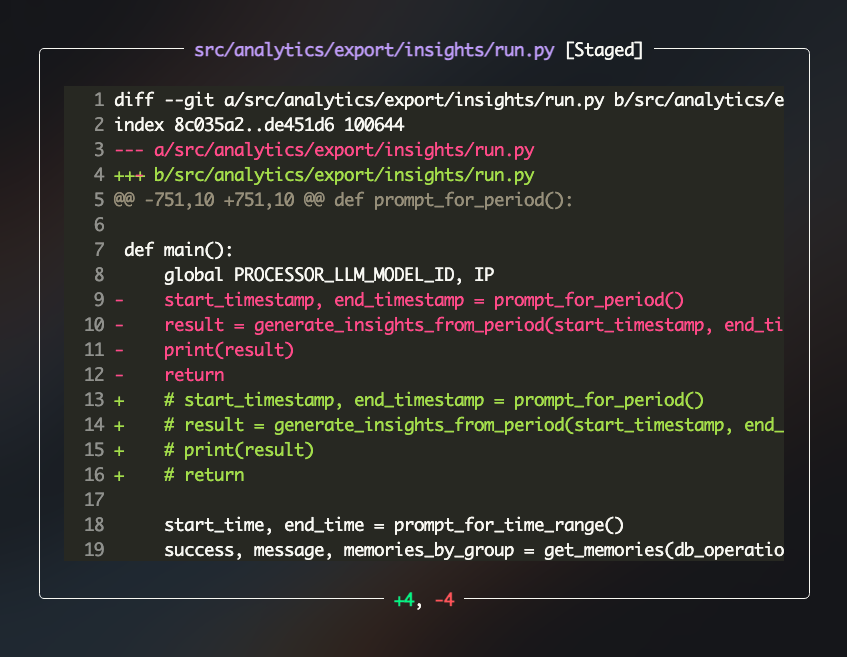 src/analytics/export/insights/run.py [Staged]
1 diff --git a/src/analytics/export/insights/run.py b/src/analytics/e
2 index 8c035a2..de451d6 100644
3 --- a/src/analytics/export/insights/run.py
4 +++ b/src/analytics/export/insights/run.py
5 @@ -751,10 +751,10 @@ def prompt_for_period():
6
7  def main():
8      global PROCESSOR_LLM_MODEL_ID, IP
9 -    start_timestamp, end_timestamp = prompt_for_period()
10 -    result = generate_insights_from_period(start_timestamp, end_ti
11 -    print(result)
12 -    return
13 +    # start_timestamp, end_timestamp = prompt_for_period()
14 +    # result = generate_insights_from_period(start_timestamp, end_
15 +    # print(result)
16 +    # return
17
18      start_time, end_time = prompt_for_time_range()
19      success, message, memories_by_group = get_memories(db_operatio
+4, -4